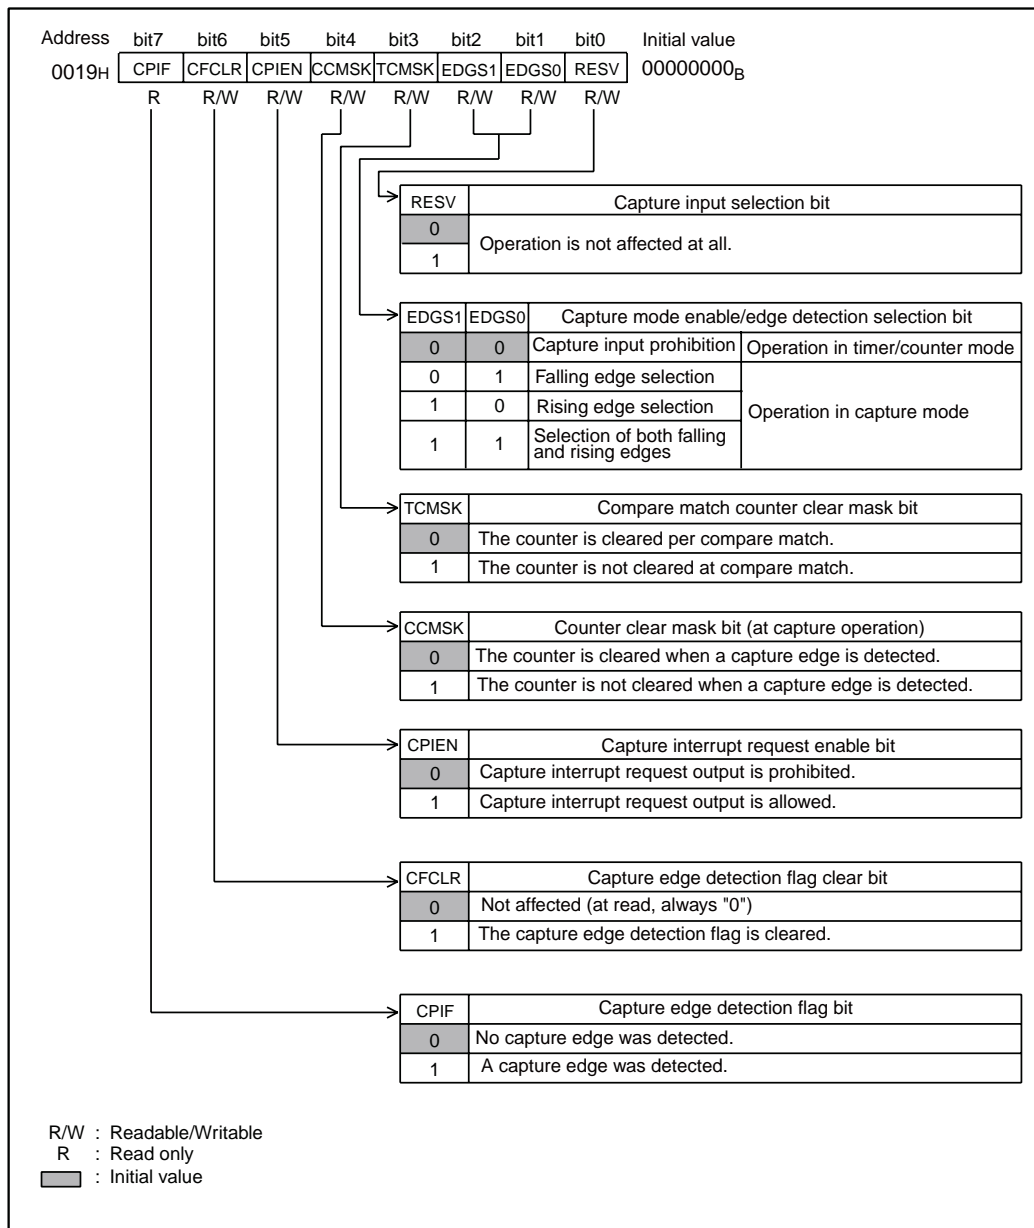 Address bit7 bit6 bit5 bit4 bit3 bit2 bit1 bit0 Initial value
0019H CPIF CFCLR CPIEN CCMSK TCMSK EDGS1 EDGS0 RESV 00000000B
R R/W R/W R/W R/W R/W R/W R/W
RESV Capture input selection bit
0
Operation is not affected at all.
1
EDGS1 EDGS0 Capture mode enable/edge detection selection bit
0 0 Capture input prohibition Operation in timer/counter mode
0 1 Falling edge selection
1 0 Rising edge selection Operation in capture mode
1 1 Selection of both falling
and rising edges
TCMSK Compare match counter clear mask bit
0 The counter is cleared per compare match.
1 The counter is not cleared at compare match.
CCMSK Counter clear mask bit (at capture operation)
0 The counter is cleared when a capture edge is detected.
1 The counter is not cleared when a capture edge is detected.
CPIEN Capture interrupt request enable bit
0 Capture interrupt request output is prohibited.
1 Capture interrupt request output is allowed.
CFCLR Capture edge detection flag clear bit
0 Not affected (at read, always "0")
1 The capture edge detection flag is cleared.
CPIF Capture edge detection flag bit
0 No capture edge was detected.
1 A capture edge was detected.
R/W : Readable/Writable
R : Read only
: Initial value